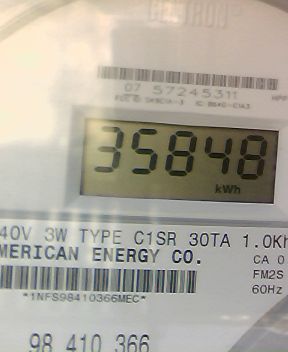 CENTRON
07 57245311
35848
kWh
40V 3W TYPE C1SR 30TA 1.0Kh
MERICAN ENERGY CO.
CA 0
FM2S
60Hz
*1NFS98410366MEC*
98 410 366